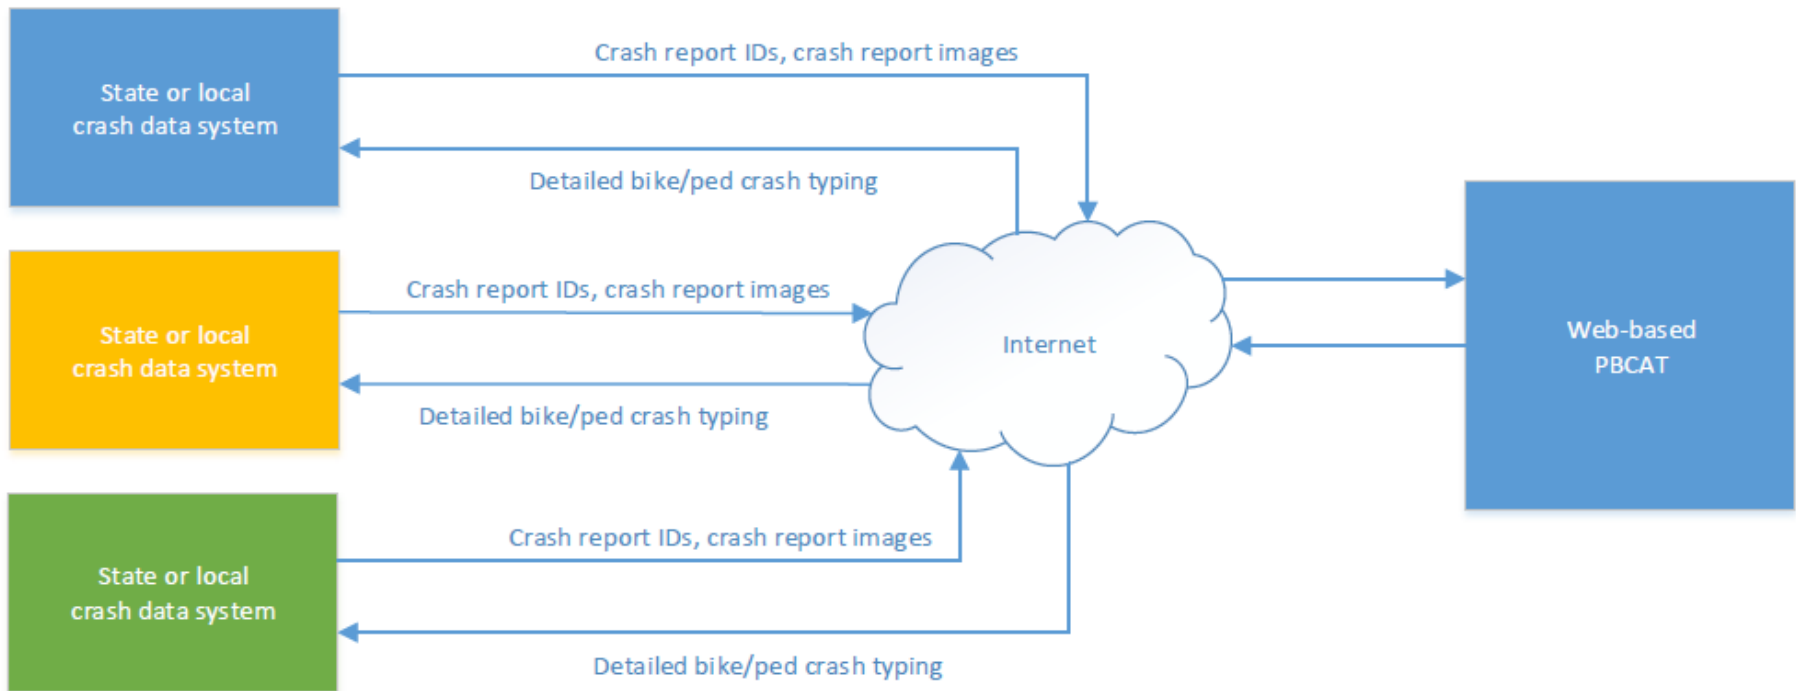 Crash report IDs, crash report images
State or local
crash data system
Detailed bike/ped crash typing
Crash report IDs, crash report images
State or local
crash data system
Detailed bike/ped crash typing
Internet
Web-based
PBCAT
Crash report IDs, crash report images
State or local
crash data system
Detailed bike/ped crash typing